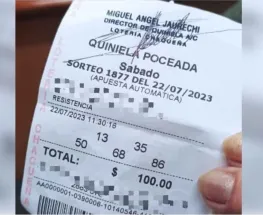 MIGUEL ANGEL JAURECHI
DIRECTOR DE QUINIELA A/C
LOTERIA CHAQUEÑA
QUINIELA POCEADA
Sabado
SORTEO 1877 DEL 22/07/2023
(APUESTA AUTOMATICA)
RESISTENCIA
22/07/2023 11:30:16
13 35
50 68 86
TOTAL: $ 100.00